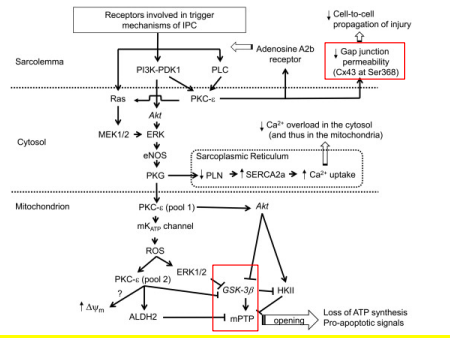 Receptors involved in trigger
mechanisms of IPC
↓ Cell-to-cell
propagation of injury
Adenosine A2b
receptor
↓ Gap junction
permeability
(Cx43 at Ser368)
Sarcolemma
PI3K-PDK1
PLC
Ras
PKC-ε
Akt
MEK1/2
ERK
↓ Ca2+ overload in the cytosol
(and thus in the mitochondria)
Cytosol
eNOS
Sarcoplasmic Reticulum
PKG
↓ PLN
↑ SERCA2a
↑ Ca2+ uptake
Mitochondrion
PKC-ε (pool 1)
Akt
mKATP channel
ROS
ERK1/2
PKC-ε (pool 2)
GSK-3β
HKII
?
↑ Δψm
ALDH2
mPTP
opening
Loss of ATP synthesis
Pro-apoptotic signals